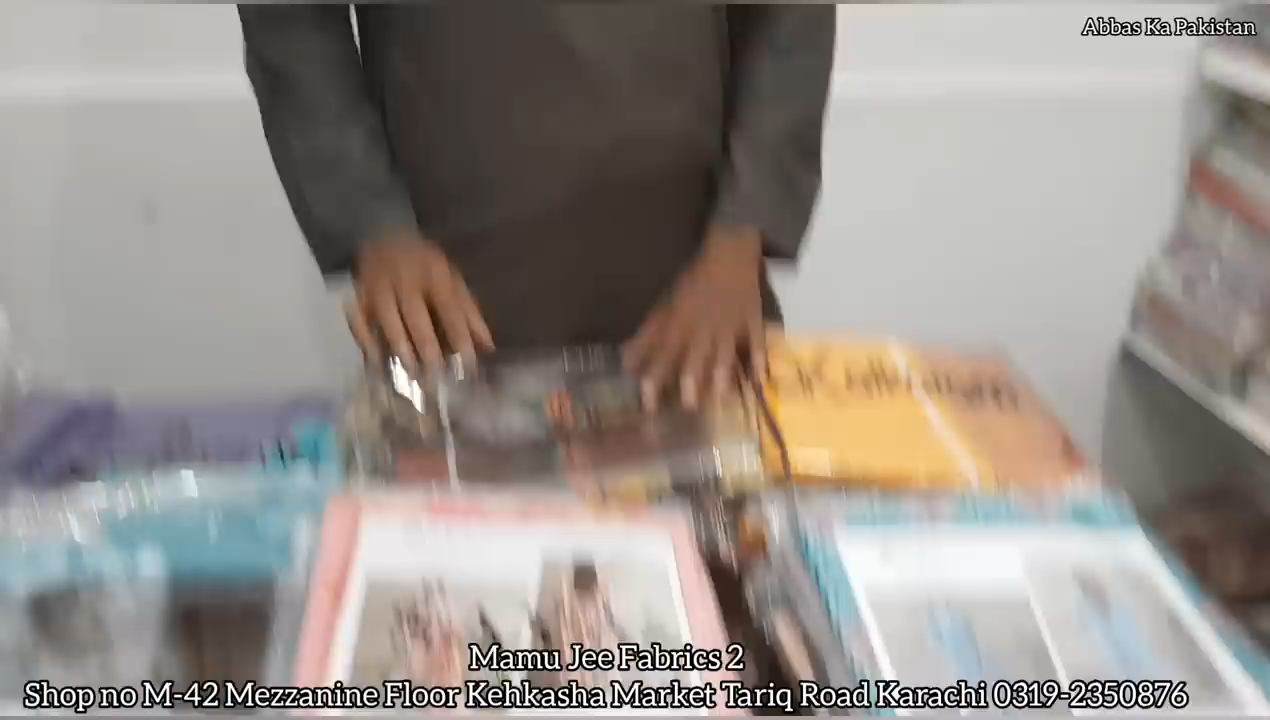 Abbas Ka Pakistan
Mamu Jee Fabrics 2
Shop no M-42 Mezzanine Floor Kehkasha Market Tariq Road Karachi 0319-2350876